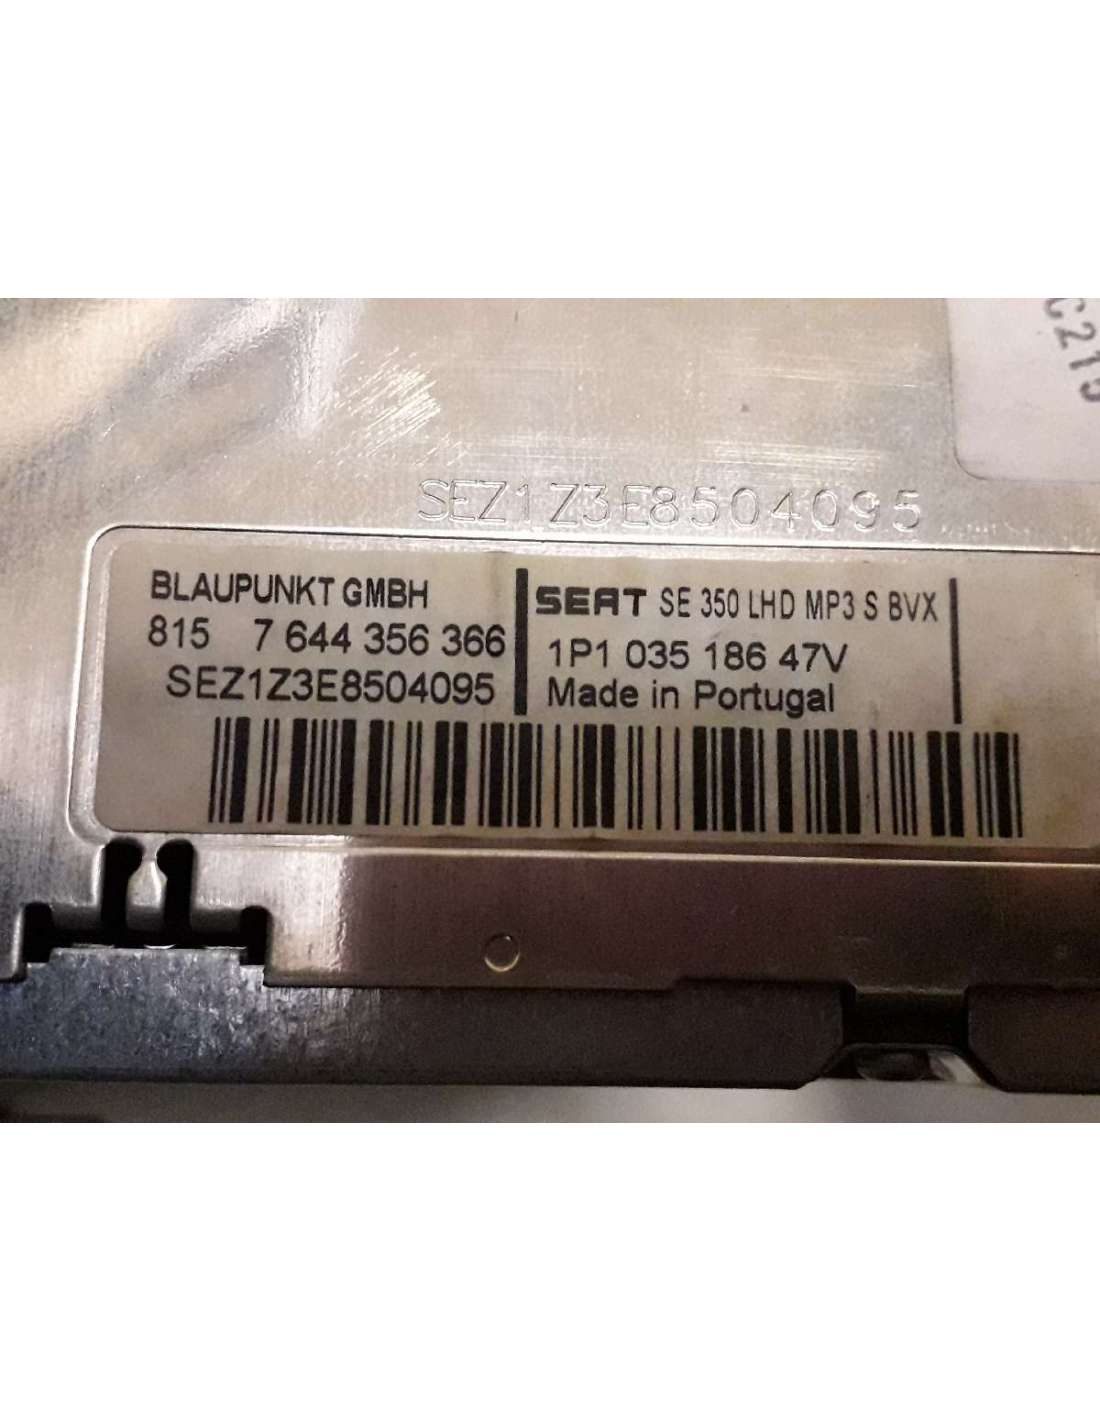 C215
SEZ1Z3E8504095
BLAUPUNKT GMBH
815 7 644 356 366
SEZ1Z3E8504095
SEAT SE 350 LHD MP3 S BVX
1P1 035 186 47V
Made in Portugal